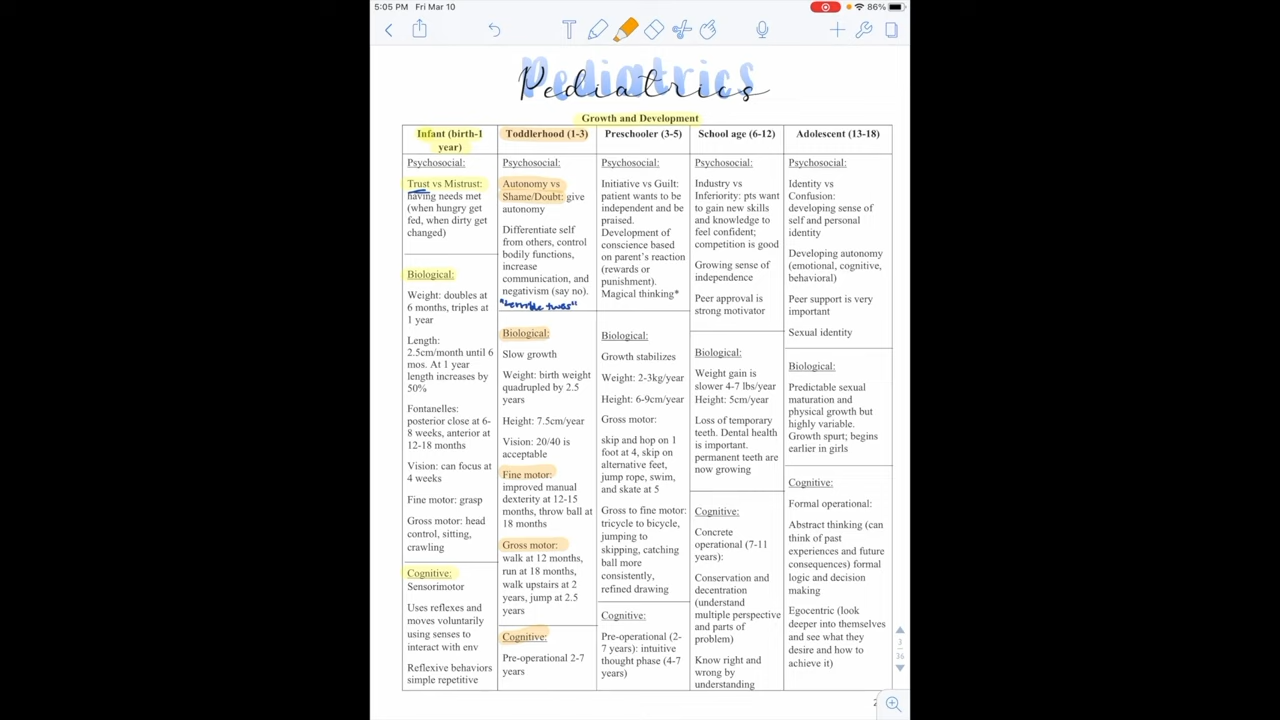 5:05 PM Fri Mar 10
86%
Pediatrics
Growth and Development
Infant (birth-1
year)
Psychosocial:
Trust vs Mistrust:
having needs met
(when hungry get
fed, when dirty get
changed)
Biological:
Weight: doubles at
6 months, triples at
1 year
Length:
2.5cm/month until 6
mos. At 1 year
length increases by
50%
Fontanelles:
posterior close at 6-
8 weeks, anterior at
12-18 months
Vision: can focus at
4 weeks
Fine motor: grasp
Gross motor: head
control, sitting,
crawling
Cognitive:
Sensorimotor
Uses reflexes and
moves voluntarily
using senses to
interact with env
Reflexive behaviors
simple repetitive
Toddlerhood (1-3)
Psychosocial:
Autonomy vs
Shame/Doubt: give
autonomy
Differentiate self
from others, control
bodily functions,
increase
communication, and
negativism (say no).
"terrible twos"
Biological:
Slow growth
Weight: birth weight
quadrupled by 2.5
years
Height: 7.5cm/year
Vision: 20/40 is
acceptable
Fine motor:
improved manual
dexterity at 12-15
months, throw ball at
18 months
Gross motor:
walk at 12 months,
run at 18 months,
walk upstairs at 2
years, jump at 2.5
years
Cognitive:
Pre-operational 2-7
years
Preschooler (3-5)
Psychosocial:
Initiative vs Guilt:
patient wants to be
independent and be
praised.
Development of
conscience based
on parent's reaction
(rewards or
punishment).
Magical thinking*
Biological:
Growth stabilizes
Weight: 2-3kg/year
Height: 6-9cm/year
Gross motor:
skip and hop on 1
foot at 4, skip on
alternative feet,
jump rope, swim,
and skate at 5
Gross to fine motor:
tricycle to bicycle,
jumping to
skipping, catching
ball more
consistently,
refined drawing
Cognitive:
Pre-operational (2-
7 years): intuitive
thought phase (4-7
years)
School age (6-12)
Psychosocial:
Industry vs
Inferiority: pts want
to gain new skills
and knowledge to
feel confident;
competition is good
Growing sense of
independence
Peer approval is
strong motivator
Biological:
Weight gain is
slower 4-7 lbs/year
Height: 5cm/year
Loss of temporary
teeth. Dental health
is important.
permanent teeth are
now growing
Cognitive:
Concrete
operational (7-11
years):
Conservation and
decentration
(understand
multiple perspective
and parts of
problem)
Know right and
wrong by
understanding
Adolescent (13-18)
Psychosocial:
Identity vs
Confusion:
developing sense of
self and personal
identity
Developing autonomy
(emotional, cognitive,
behavioral)
Peer support is very
important
Sexual identity
Biological:
Predictable sexual
maturation and
physical growth but
highly variable.
Growth spurt; begins
earlier in girls
Cognitive:
Formal operational:
Abstract thinking (can
think of past
experiences and future
consequences) formal
logic and decision
making
Egocentric (look
deeper into themselves
and see what they
desire and how to
achieve it)
3
36